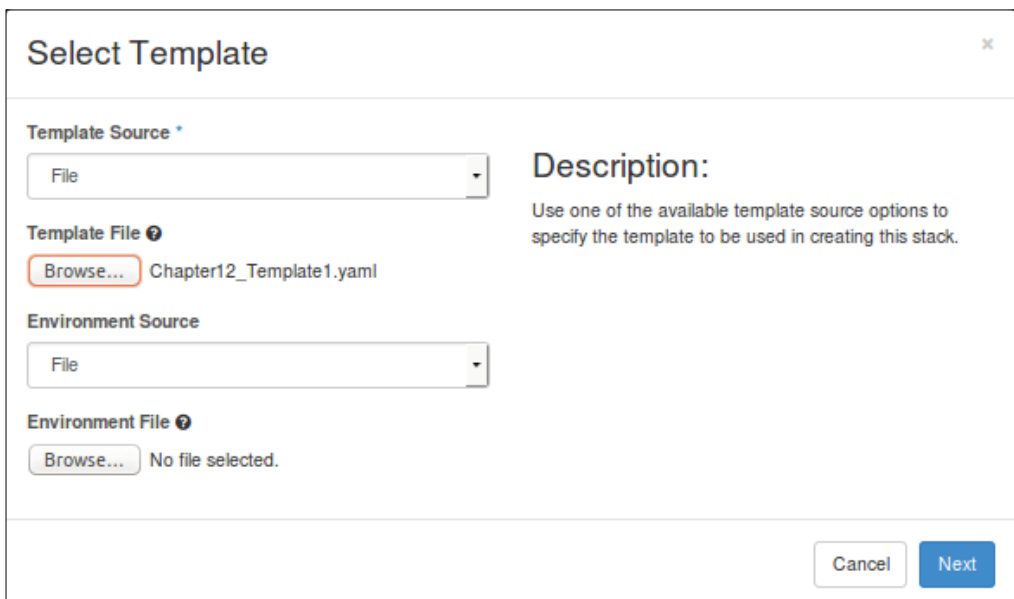 Select Template
×
Template Source *
File
Template File ?
Browse... Chapter12_Template1.yaml
Environment Source
File
Environment File ?
Browse... No file selected.
Description:
Use one of the available template source options to
specify the template to be used in creating this stack.
Cancel
Next